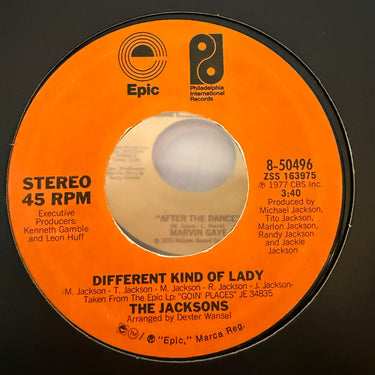 Epic
Philadelphia
International
Records
STEREO
45 RPM
Executive
Producers:
Kenneth Gamble
and Leon Huff
8-50496
ZSS 163975
℗ 1977 CBS Inc.
3:40
Produced by
Michael Jackson,
Tito Jackson,
Marlon Jackson,
Randy Jackson
and Jackie
Jackson
"AFTER THE DANCE"
MARVIN GAYE
DIFFERENT KIND OF LADY
-M. Jackson- T. Jackson- M. Jackson- R. Jackson- J. Jackson-
Taken From The Epic Lp: "GOIN' PLACES" JE 34835
THE JACKSONS
Arranged by Dexter Wansel
"Epic," Marca Reg.